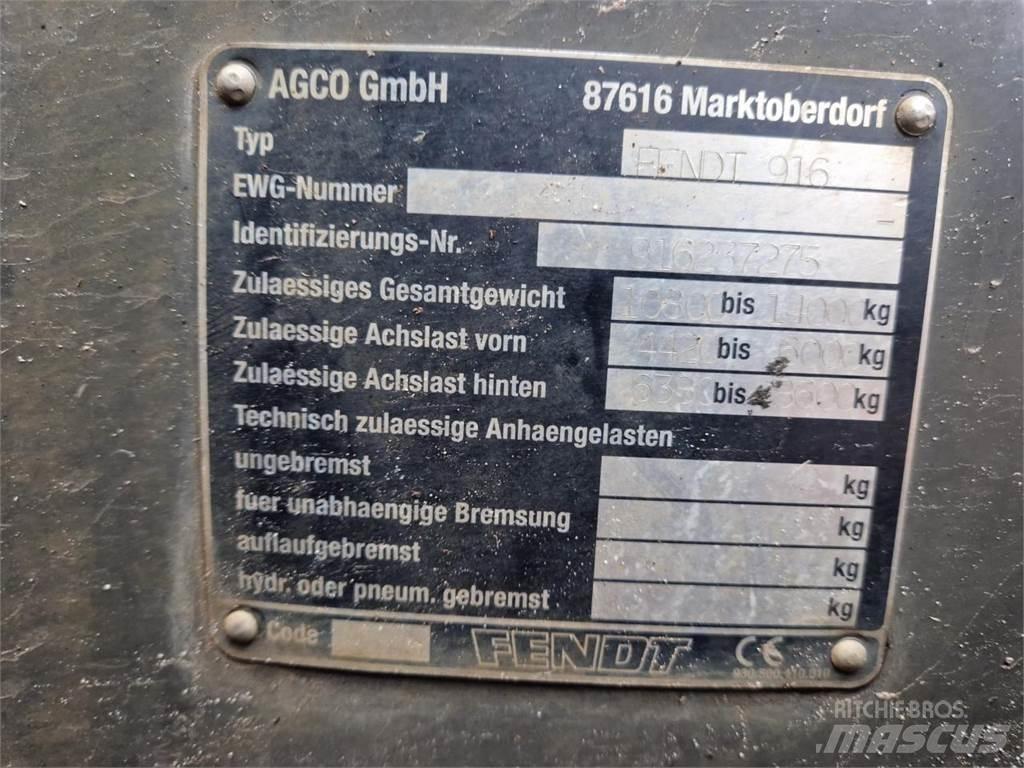 AGCO GmbH 87616 Marktoberdorf
Typ FENDT 916
EWG-Nummer -
Identifizierungs-Nr. 916237275
Zulaessiges Gesamtgewicht bis kg
Zulaessige Achslast vorn bis kg
Zulaessige Achslast hinten bis kg
Technisch zulaessige Anhaengelasten
ungebremst kg
fuer unabhaengige Bremsung kg
auflaufgebremst kg
hydr. oder pneum. gebremst kg
Code FENDT CE
RITCHIE BROS.
MASCUS